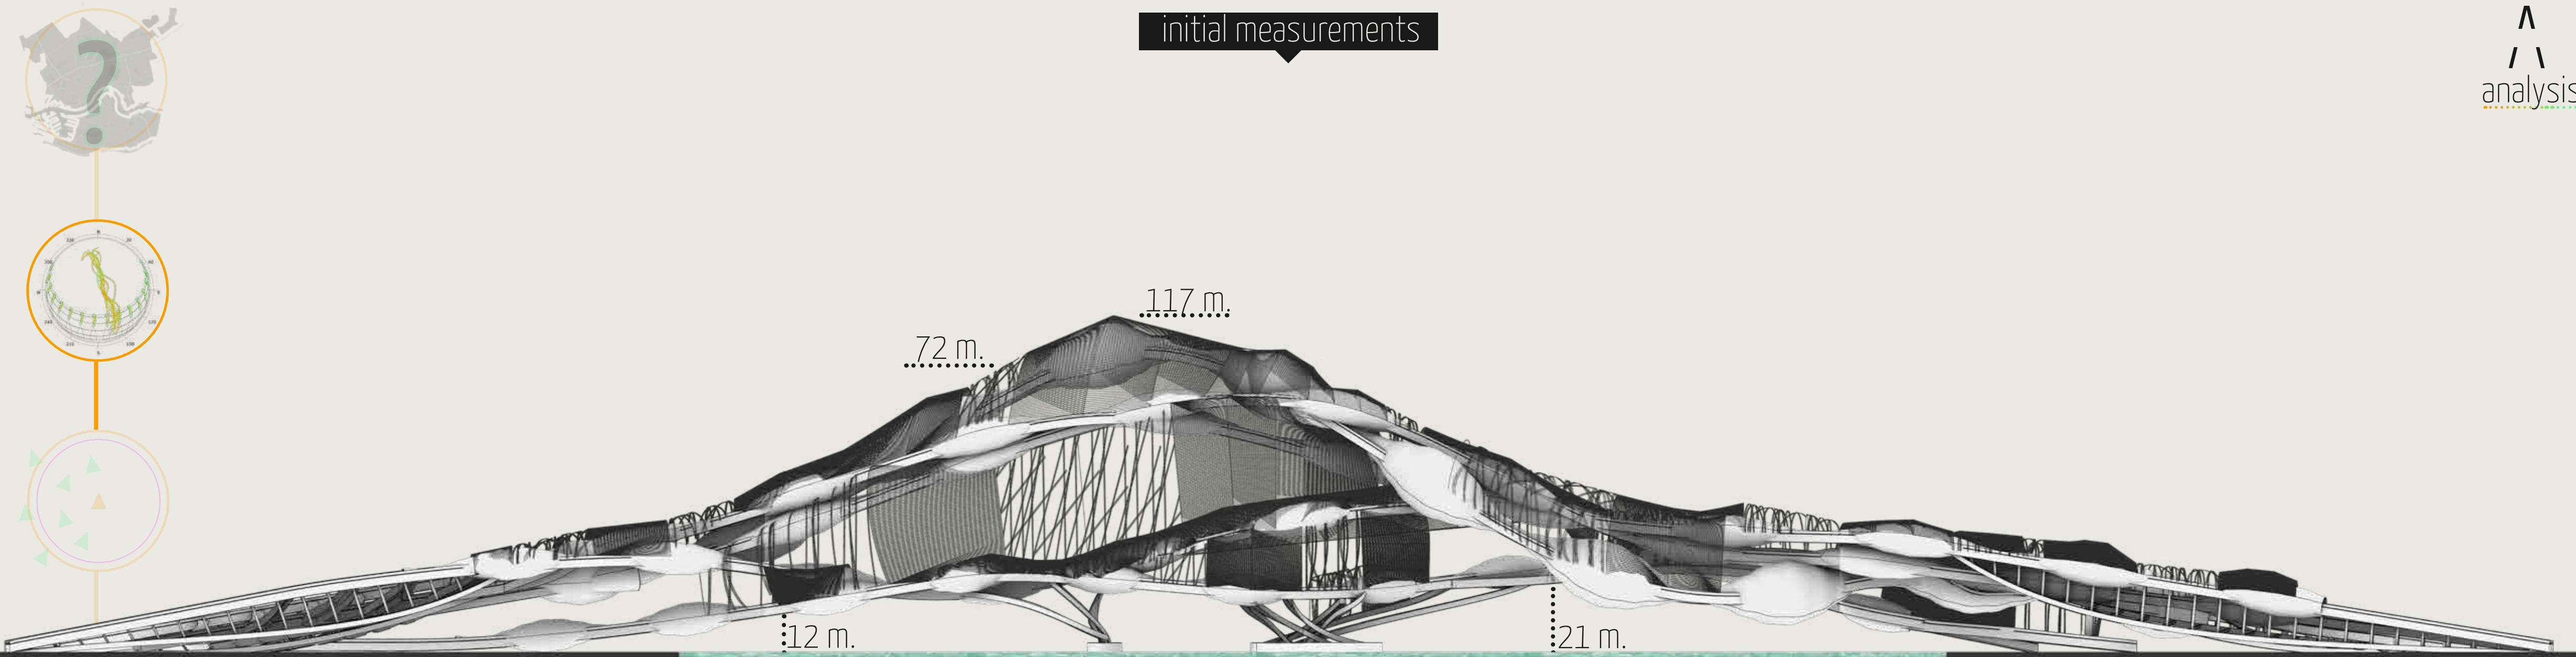 initial measurements
analysis
?
117 m.
72 m.
12 m.
21 m.